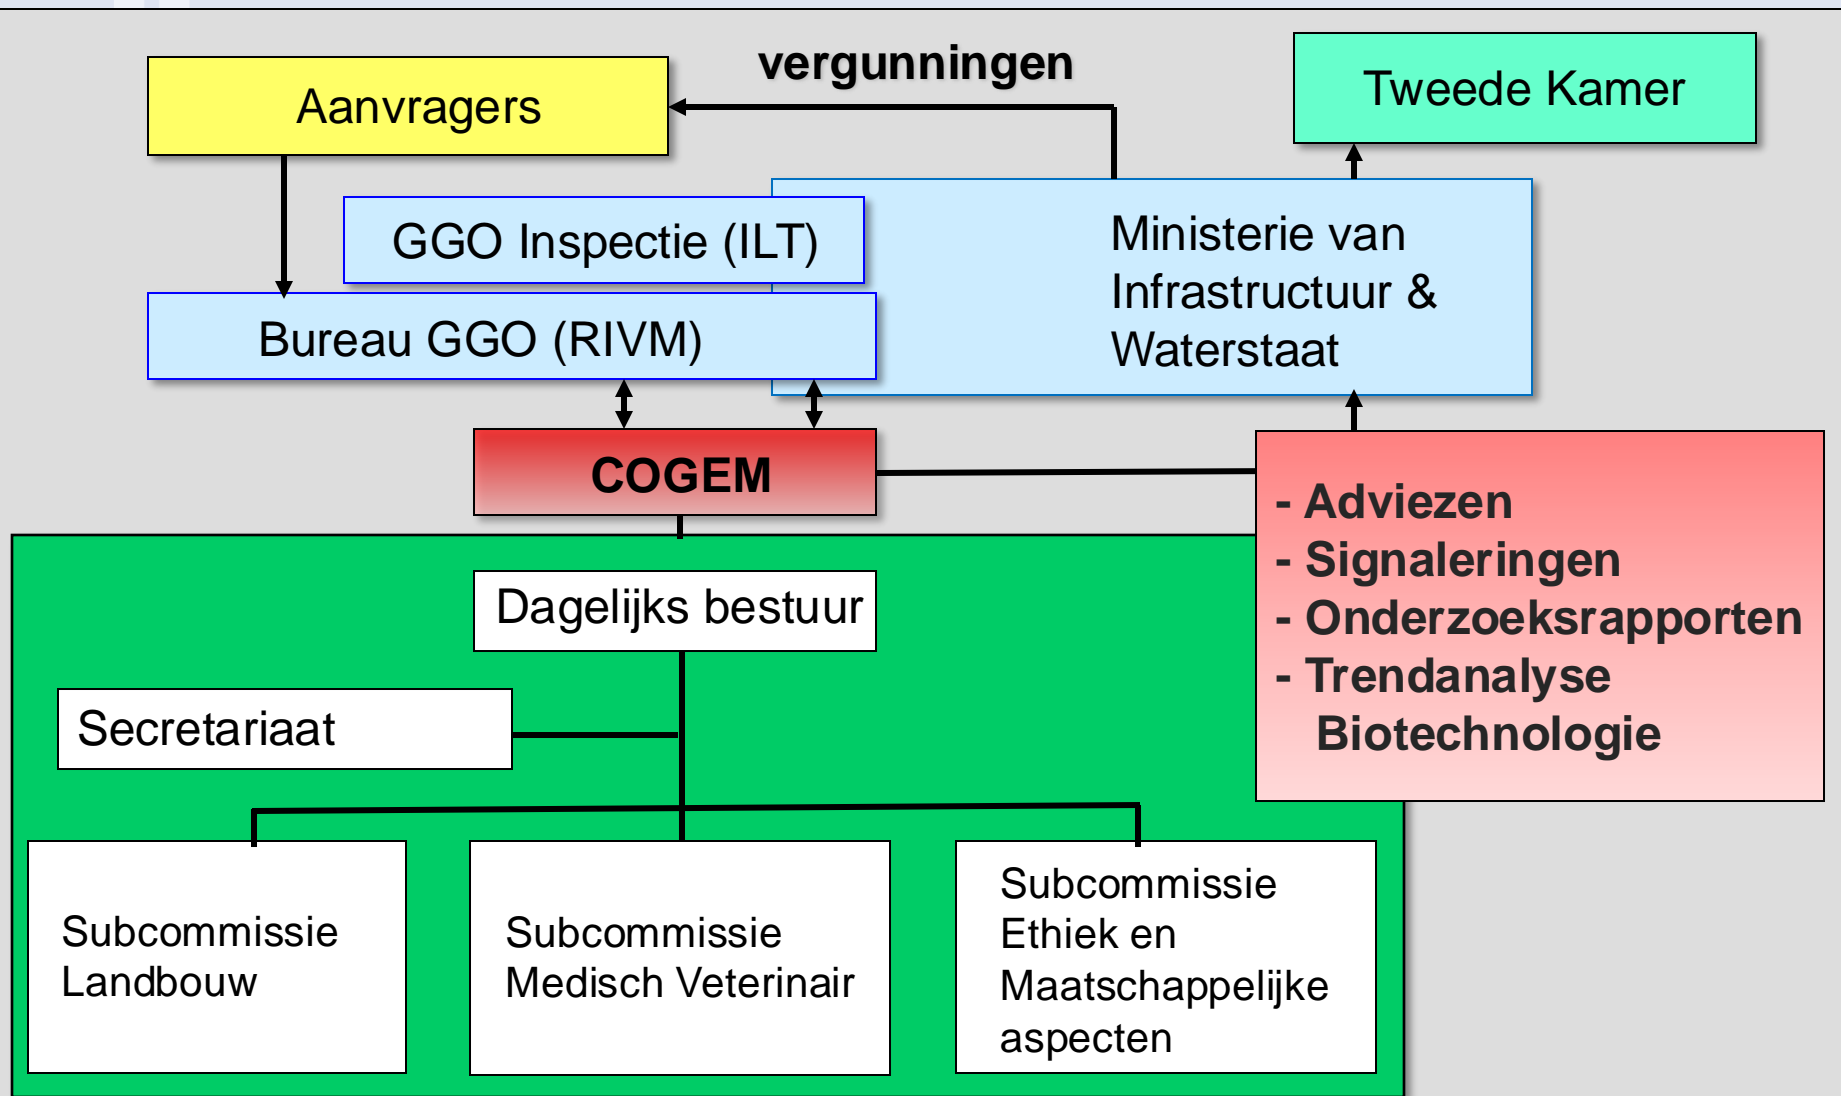 vergunningen
Tweede Kamer
Aanvragers
GGO Inspectie (ILT)
Ministerie van
Infrastructuur &
Waterstaat
Bureau GGO (RIVM)
COGEM
- Adviezen
- Signaleringen
- Onderzoeksrapporten
- Trendanalyse
Biotechnologie
Dagelijks bestuur
Secretariaat
Subcommissie
Landbouw
Subcommissie
Medisch Veterinair
Subcommissie
Ethiek en
Maatschappelijke
aspecten